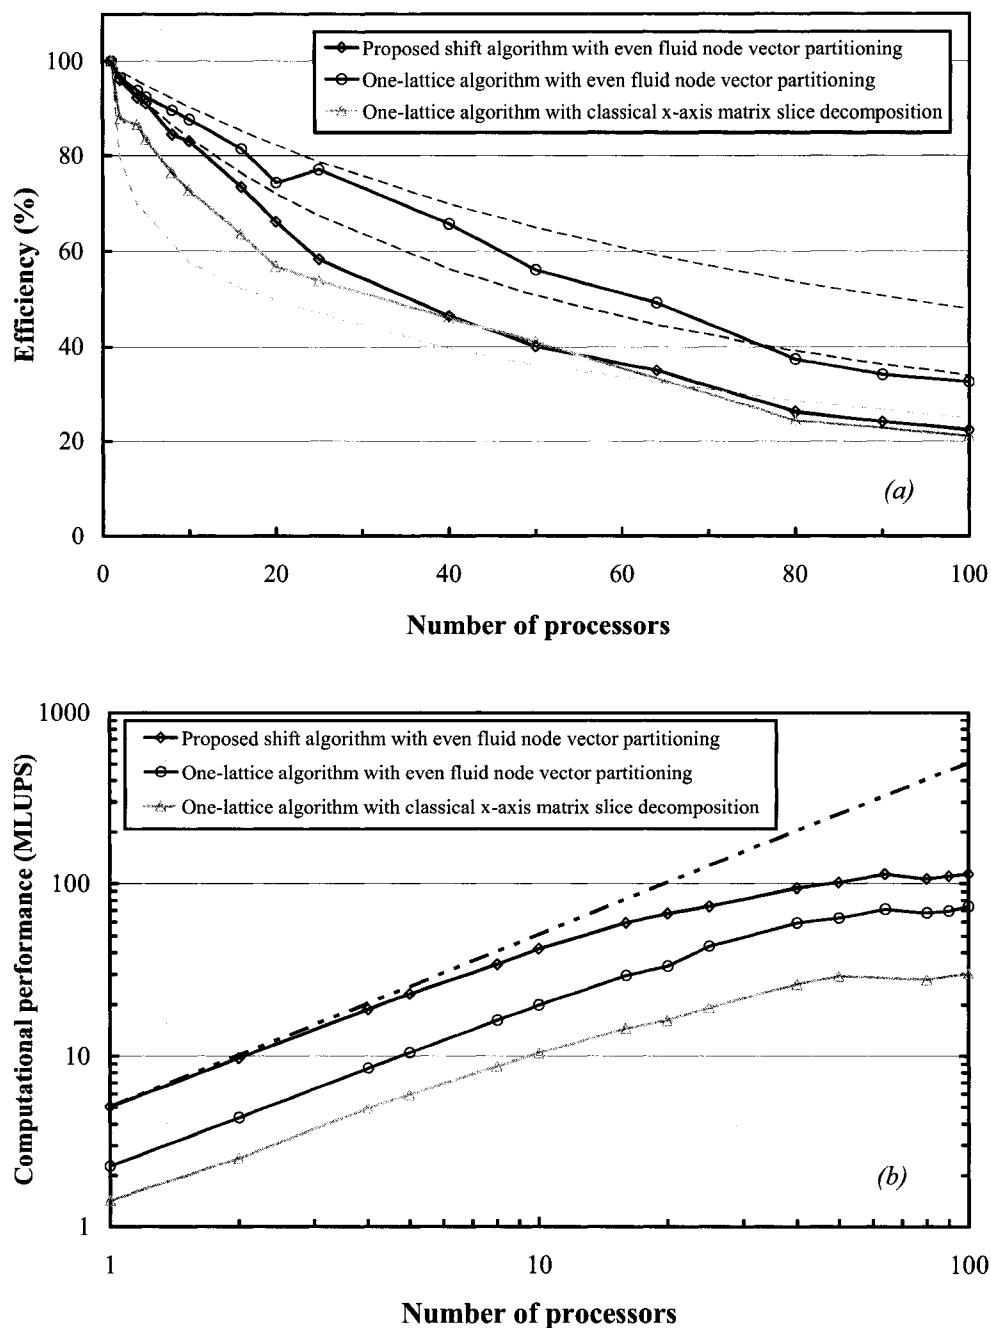 Proposed shift algorithm with even fluid node vector partitioning
One-lattice algorithm with even fluid node vector partitioning
One-lattice algorithm with classical x-axis matrix slice decomposition
100
80
60
40
20
0
Efficiency (%)
(a)
0 20 40 60 80 100
Number of processors
Proposed shift algorithm with even fluid node vector partitioning
One-lattice algorithm with even fluid node vector partitioning
One-lattice algorithm with classical x-axis matrix slice decomposition
1000
100
10
1
Computational performance (MLUPS)
(b)
1 10 100
Number of processors